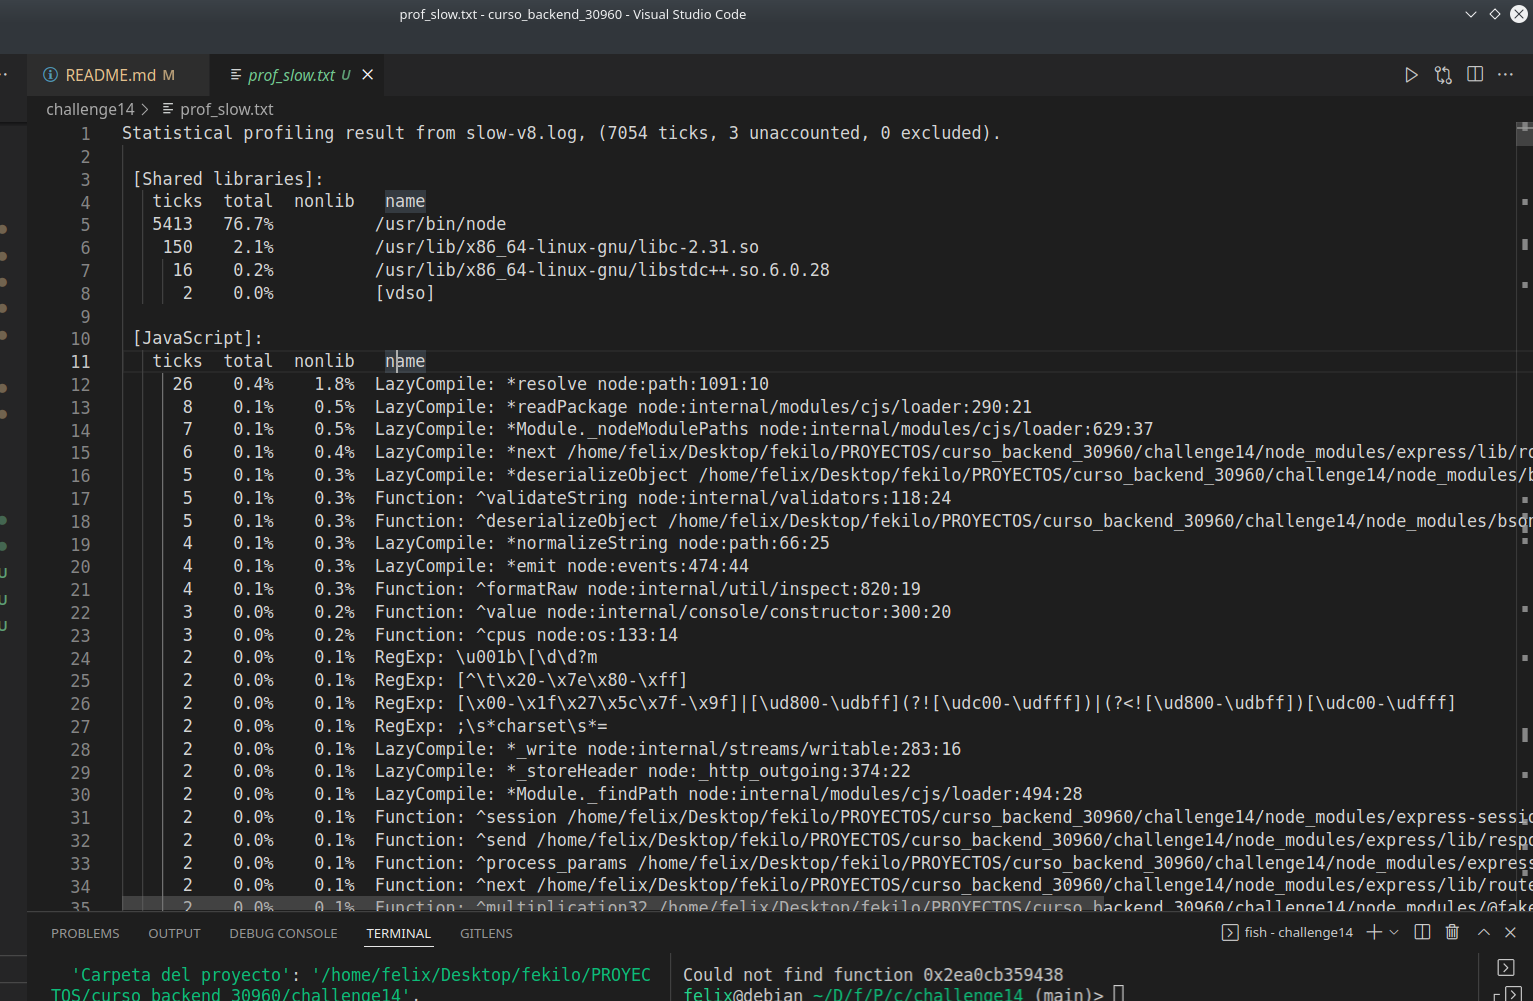 prof_slow.txt - curso_backend_30960 - Visual Studio Code
README.md M
prof_slow.txt U
challenge14 > prof_slow.txt
1 Statistical profiling result from slow-v8.log, (7054 ticks, 3 unaccounted, 0 excluded).
2
3 [Shared libraries]:
4 ticks total nonlib name
5 5413 76.7% /usr/bin/node
6 150 2.1% /usr/lib/x86_64-linux-gnu/libc-2.31.so
7 16 0.2% /usr/lib/x86_64-linux-gnu/libstdc++.so.6.0.28
8 2 0.0% [vdso]
9
10 [JavaScript]:
11 ticks total nonlib name
12 26 0.4% 1.8% LazyCompile: *resolve node:path:1091:10
13 8 0.1% 0.5% LazyCompile: *readPackage node:internal/modules/cjs/loader:290:21
14 7 0.1% 0.5% LazyCompile: *Module._nodeModulePaths node:internal/modules/cjs/loader:629:37
15 6 0.1% 0.4% LazyCompile: *next /home/felix/Desktop/fekilo/PROYECTOS/curso_backend_30960/challenge14/node_modules/express/lib/ro
16 5 0.1% 0.3% LazyCompile: *deserializeObject /home/felix/Desktop/fekilo/PROYECTOS/curso_backend_30960/challenge14/node_modules/b
17 5 0.1% 0.3% Function: ^validateString node:internal/validators:118:24
18 5 0.1% 0.3% Function: ^deserializeObject /home/felix/Desktop/fekilo/PROYECTOS/curso_backend_30960/challenge14/node_modules/bson
19 4 0.1% 0.3% LazyCompile: *normalizeString node:path:66:25
20 4 0.1% 0.3% LazyCompile: *emit node:events:474:44
21 4 0.1% 0.3% Function: ^formatRaw node:internal/util/inspect:820:19
22 3 0.0% 0.2% Function: ^value node:internal/console/constructor:300:20
23 3 0.0% 0.2% Function: ^cpus node:os:133:14
24 2 0.0% 0.1% RegExp: \u001b\[\d\d?m
25 2 0.0% 0.1% RegExp: [^\t\x20-\x7e\x80-\xff]
26 2 0.0% 0.1% RegExp: [\x00-\x1f\x27\x5c\x7f-\x9f]|[\ud800-\udbff](?![\udc00-\udfff])|(?<![\ud800-\udbff])[\udc00-\udfff]
27 2 0.0% 0.1% RegExp: ;\s*charset\s*=
28 2 0.0% 0.1% LazyCompile: *_write node:internal/streams/writable:283:16
29 2 0.0% 0.1% LazyCompile: *_storeHeader node:_http_outgoing:374:22
30 2 0.0% 0.1% LazyCompile: *Module._findPath node:internal/modules/cjs/loader:494:28
31 2 0.0% 0.1% Function: ^session /home/felix/Desktop/fekilo/PROYECTOS/curso_backend_30960/challenge14/node_modules/express-sessio
32 2 0.0% 0.1% Function: ^send /home/felix/Desktop/fekilo/PROYECTOS/curso_backend_30960/challenge14/node_modules/express/lib/respo
33 2 0.0% 0.1% Function: ^process_params /home/felix/Desktop/fekilo/PROYECTOS/curso_backend_30960/challenge14/node_modules/express
34 2 0.0% 0.1% Function: ^next /home/felix/Desktop/fekilo/PROYECTOS/curso_backend_30960/challenge14/node_modules/express/lib/route
35 2 0.0% 0.1% Function: ^multiplication32 /home/felix/Desktop/fekilo/PROYECTOS/curso_backend_30960/challenge14/node_modules/@fake
U
U
U
PROBLEMS OUTPUT DEBUG CONSOLE TERMINAL GITLENS
fish - challenge14
'Carpeta del proyecto': '/home/felix/Desktop/fekilo/PROYEC
TOS/curso_backend_30960/challenge14',
Could not find function 0x2ea0cb359438
felix@debian ~/D/f/P/c/challenge14 (main)>